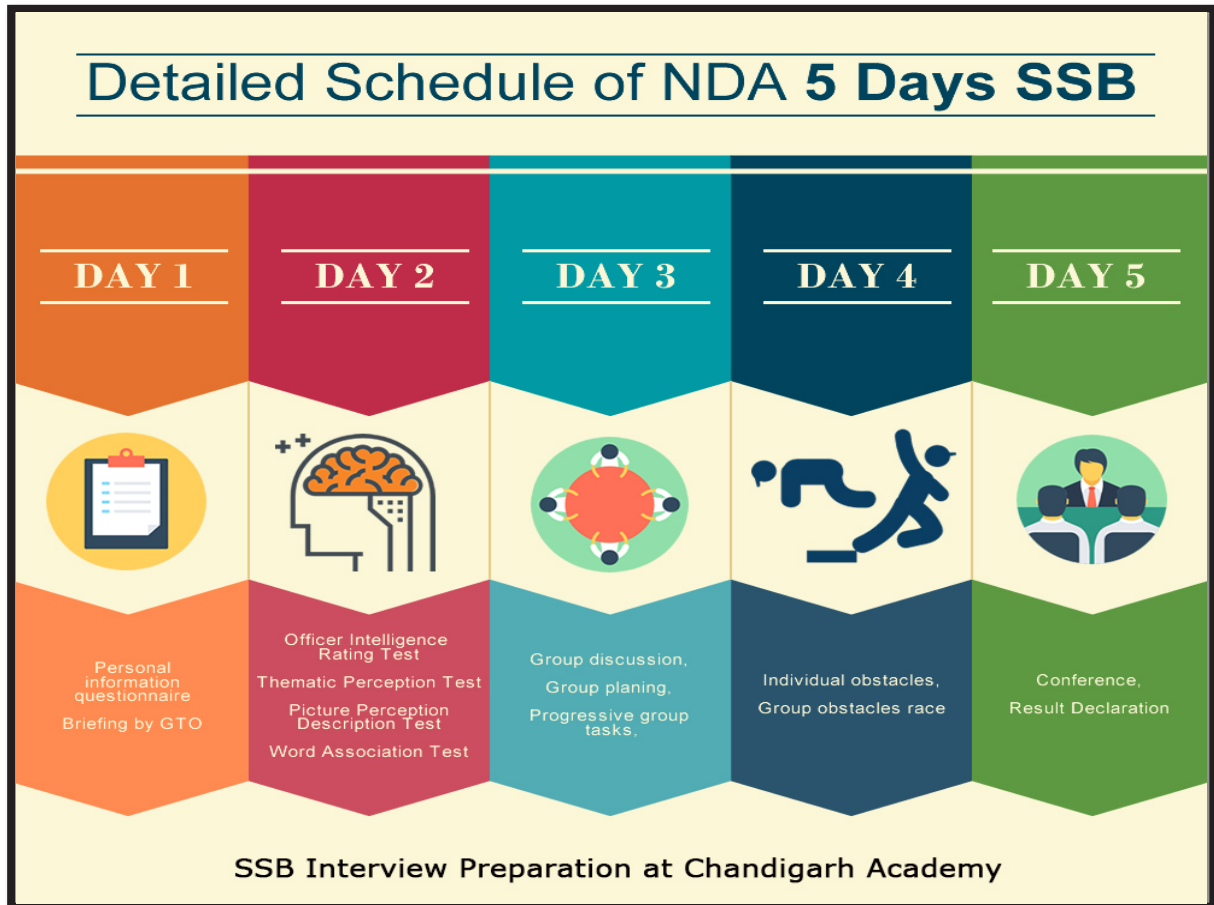 Detailed Schedule of NDA 5 Days SSB
DAY 1
DAY 2
DAY 3
DAY 4
DAY 5
Personal
information
questionnaire
Briefing by GTO
Officer Intelligence
Rating Test
Thematic Perception Test
Picture Perception
Description Test
Word Association Test
Group discussion,
Group planing,
Progressive group
tasks,
Individual obstacles,
Group obstacles race
Conference,
Result Declaration
SSB Interview Preparation at Chandigarh Academy